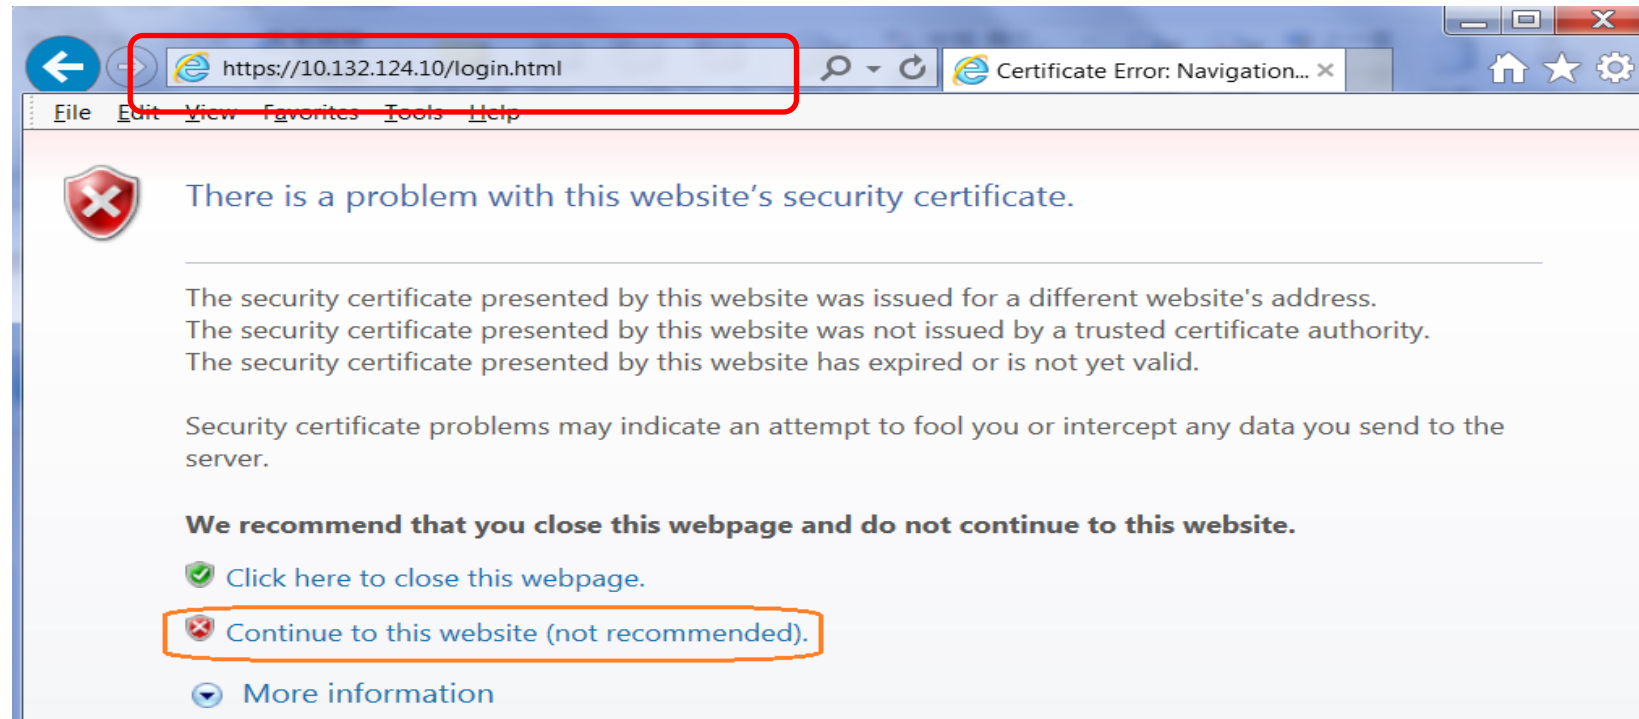 https://10.132.124.10/login.html
Certificate Error: Navigation...
File Edit View Favorites Tools Help
There is a problem with this website's security certificate.
The security certificate presented by this website was issued for a different website's address.
The security certificate presented by this website was not issued by a trusted certificate authority.
The security certificate presented by this website has expired or is not yet valid.
Security certificate problems may indicate an attempt to fool you or intercept any data you send to the
server.
We recommend that you close this webpage and do not continue to this website.
Click here to close this webpage.
Continue to this website (not recommended).
More information